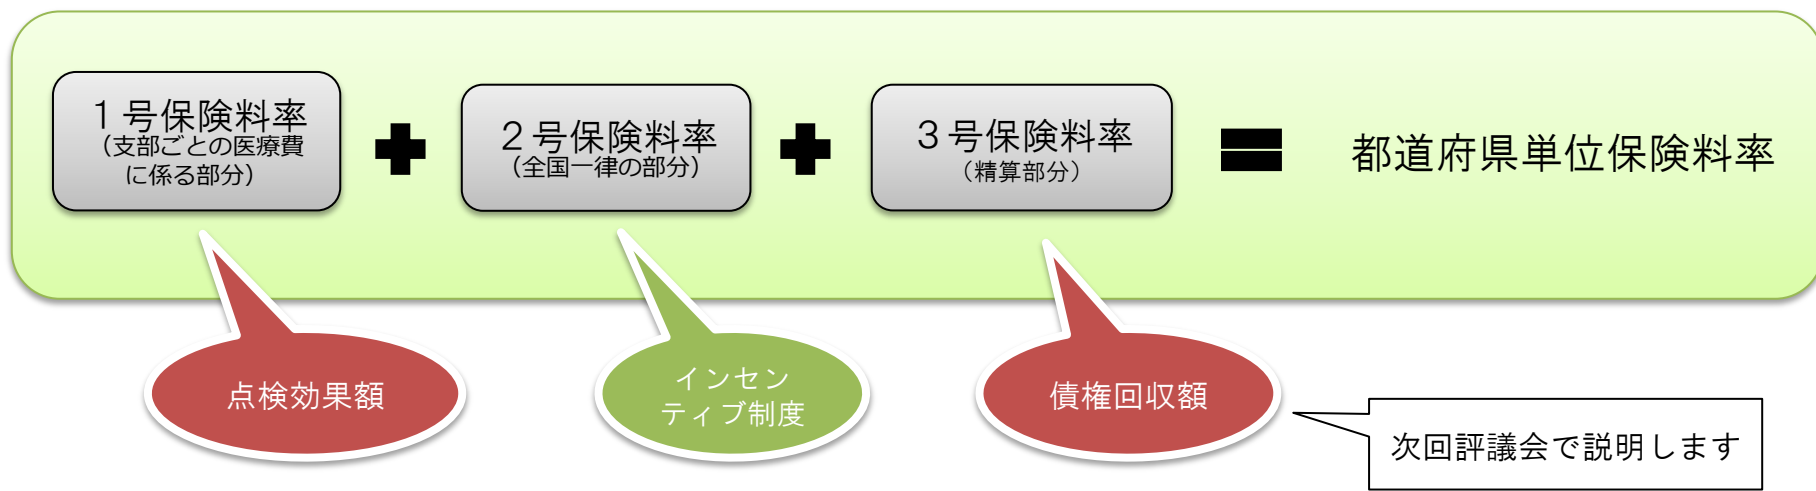 １号保険料率
（支部ごとの医療費
に係る部分）
２号保険料率
（全国一律の部分）
３号保険料率
（精算部分）
都道府県単位保険料率
点検効果額
インセン
ティブ制度
債権回収額
次回評議会で説明します